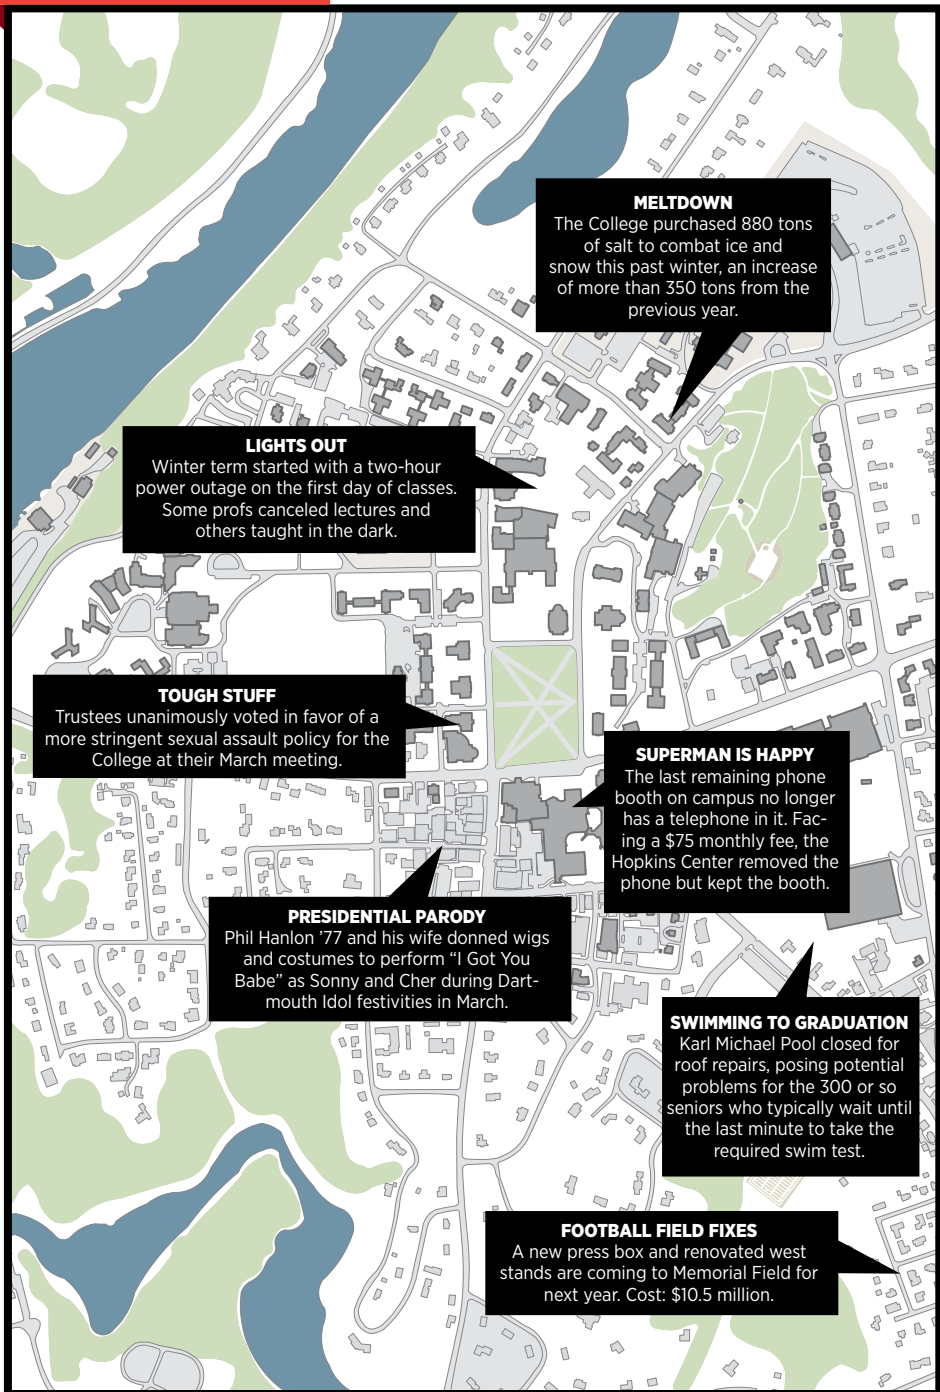 MELTDOWN
The College purchased 880 tons
of salt to combat ice and
snow this past winter, an increase
of more than 350 tons from the
previous year.
LIGHTS OUT
Winter term started with a two-hour
power outage on the first day of classes.
Some profs canceled lectures and
others taught in the dark.
TOUGH STUFF
Trustees unanimously voted in favor of a
more stringent sexual assault policy for the
College at their March meeting.
SUPERMAN IS HAPPY
The last remaining phone
booth on campus no longer
has a telephone in it. Fac-
ing a $75 monthly fee, the
Hopkins Center removed the
phone but kept the booth.
PRESIDENTIAL PARODY
Phil Hanlon ’77 and his wife donned wigs
and costumes to perform “I Got You
Babe” as Sonny and Cher during Dart-
mouth Idol festivities in March.
SWIMMING TO GRADUATION
Karl Michael Pool closed for
roof repairs, posing potential
problems for the 300 or so
seniors who typically wait until
the last minute to take the
required swim test.
FOOTBALL FIELD FIXES
A new press box and renovated west
stands are coming to Memorial Field for
next year. Cost: $10.5 million.